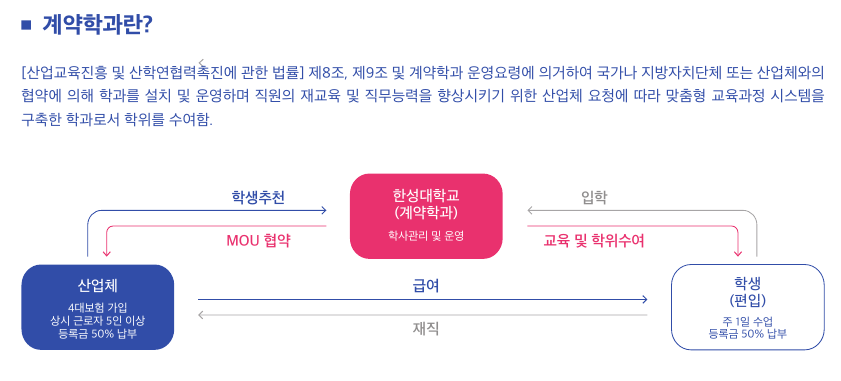 ■ 계약학과란?
[산업교육진흥 및 산학연협력촉진에 관한 법률] 제8조, 제9조 및 계약학과 운영요령에 의거하여 국가나 지방자치단체 또는 산업체와의
협약에 의해 학과를 설치 및 운영하며 직원의 재교육 및 직무능력을 향상시키기 위한 산업체 요청에 따라 맞춤형 교육과정 시스템을
구축한 학과로서 학위를 수여함.
학생추천
MOU 협약
한성대학교
(계약학과)
학사관리 및 운영
입학
교육 및 학위수여
산업체
4대보험 가입
상시 근로자 5인 이상
등록금 50% 납부
급여
재직
학생
(편입)
주 1일 수업
등록금 50% 납부